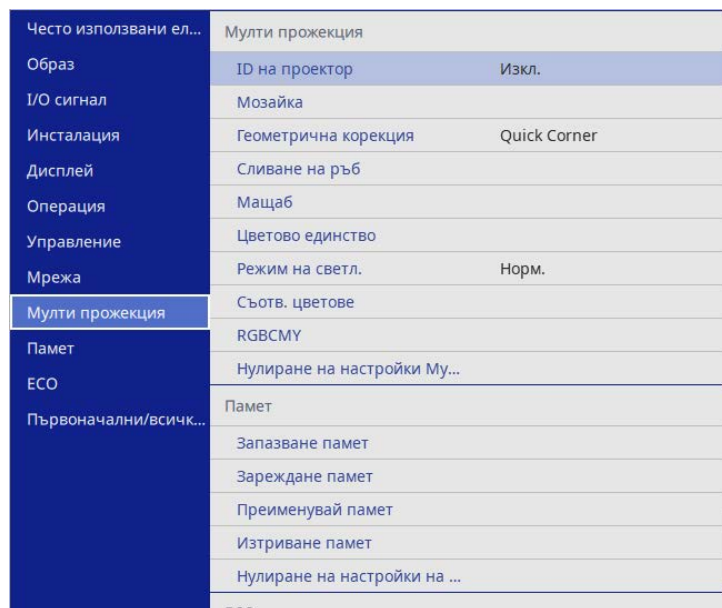 Често използвани ел...
Образ
I/O сигнал
Инсталация
Дисплей
Операция
Управление
Мрежа
Мулти прожекция
Памет
ECO
Първоначални/всичк...
Мулти прожекция
ID на проектор Изкл.
Мозайка
Геометрична корекция Quick Corner
Сливане на ръб
Мащаб
Цветово единство
Режим на светл. Норм.
Съотв. цветове
RGBCMY
Нулиране на настройки Му...
Памет
Запазване памет
Зареждане памет
Преименувай памет
Изтриване памет
Нулиране на настройки на ...